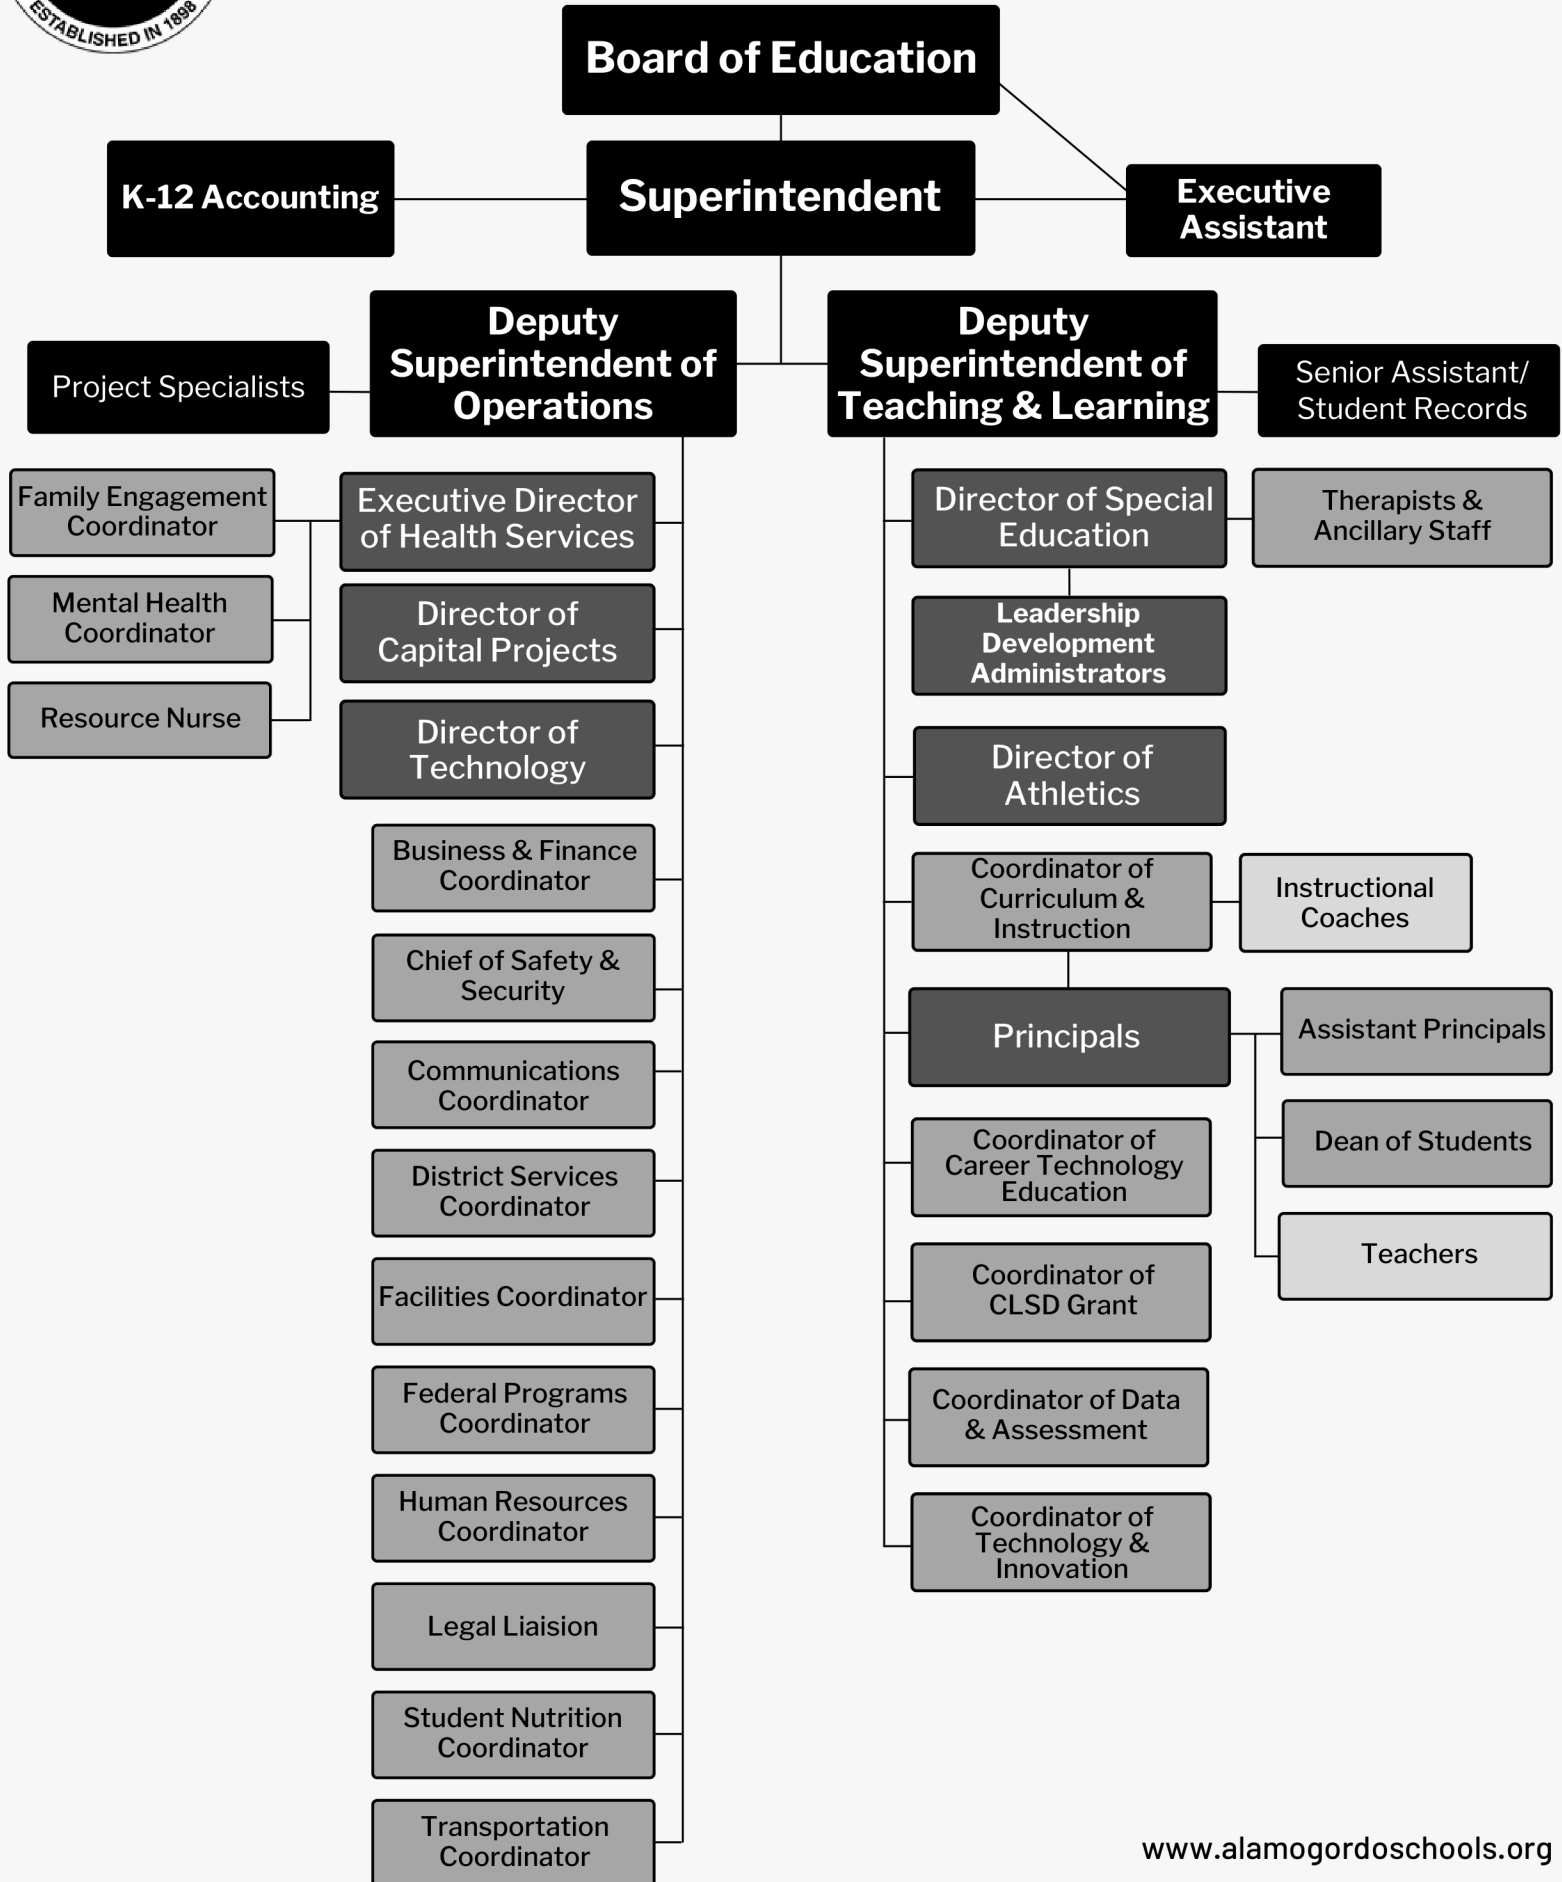 ESTABLISHED IN 1898
Board of Education
K-12 Accounting
Superintendent
Executive
Assistant
Deputy
Superintendent of
Operations
Deputy
Superintendent of
Teaching & Learning
Project Specialists
Senior Assistant/
Student Records
Family Engagement
Coordinator
Mental Health
Coordinator
Resource Nurse
Executive Director
of Health Services
Director of
Capital Projects
Director of
Technology
Business & Finance
Coordinator
Chief of Safety &
Security
Communications
Coordinator
District Services
Coordinator
Facilities Coordinator
Federal Programs
Coordinator
Human Resources
Coordinator
Legal Liaision
Student Nutrition
Coordinator
Transportation
Coordinator
Director of Special
Education
Therapists &
Ancillary Staff
Leadership
Development
Administrators
Director of
Athletics
Coordinator of
Curriculum &
Instruction
Instructional
Coaches
Principals
Assistant Principals
Dean of Students
Teachers
Coordinator of
Career Technology
Education
Coordinator of
CLSD Grant
Coordinator of Data
& Assessment
Coordinator of
Technology &
Innovation
www.alamogordoschools.org